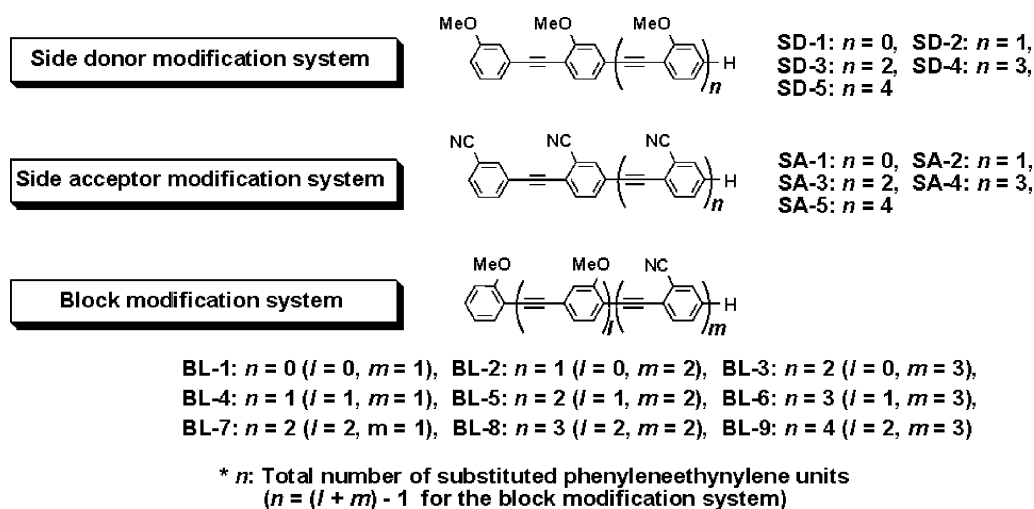 MeO MeO MeO
Side donor modification system
H
n
SD-1: n = 0, SD-2: n = 1,
SD-3: n = 2, SD-4: n = 3,
SD-5: n = 4
NC NC NC
Side acceptor modification system
H
n
SA-1: n = 0, SA-2: n = 1,
SA-3: n = 2, SA-4: n = 3,
SA-5: n = 4
MeO MeO NC
Block modification system
H
l m
BL-1: n = 0 (l = 0, m = 1), BL-2: n = 1 (l = 0, m = 2), BL-3: n = 2 (l = 0, m = 3),
BL-4: n = 1 (l = 1, m = 1), BL-5: n = 2 (l = 1, m = 2), BL-6: n = 3 (l = 1, m = 3),
BL-7: n = 2 (l = 2, m = 1), BL-8: n = 3 (l = 2, m = 2), BL-9: n = 4 (l = 2, m = 3)
* n: Total number of substituted phenyleneethynylene units
(n = (l + m) - 1 for the block modification system)